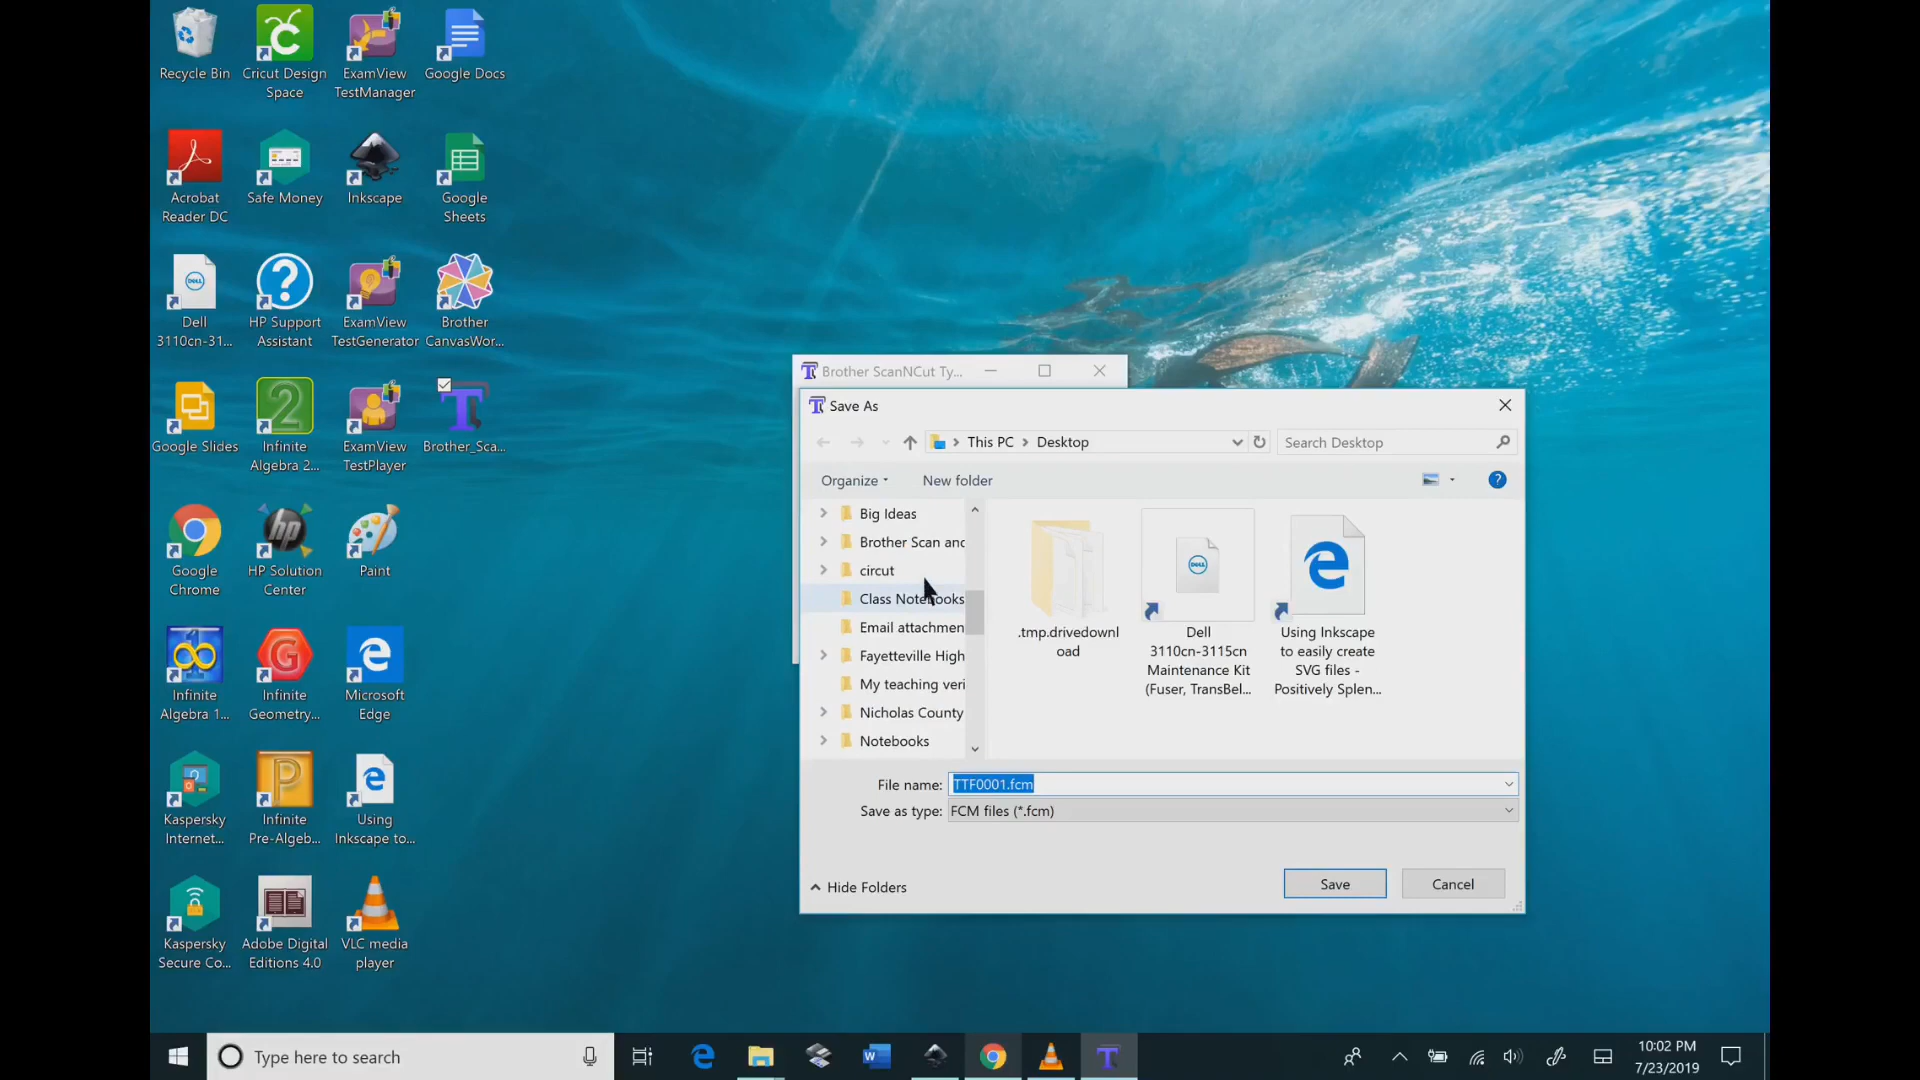 Recycle Bin
Cricut Design
Space
ExamView
TestManager
Google Docs
Acrobat
Reader DC
Safe Money
Inkscape
Google
Sheets
Dell
3110cn-31...
HP Support
Assistant
ExamView
TestGenerator
Brother
CanvasWor...
Google Slides
Infinite
Algebra 2...
ExamView
TestPlayer
Brother_Sca...
Google
Chrome
HP Solution
Center
Paint
Infinite
Algebra 1...
Infinite
Geometry...
Microsoft
Edge
Kaspersky
Internet...
Infinite
Pre-Algeb...
Using
Inkscape to...
Kaspersky
Secure Co...
Adobe Digital
Editions 4.0
VLC media
player
Brother ScanNCut Ty...
Save As
This PC > Desktop
Search Desktop
Organize
New folder
Big Ideas
Brother Scan and
circut
Class Notebooks
Email attachmen
Fayetteville High
My teaching veri
Nicholas County
Notebooks
.tmp.drivedownl
oad
Dell
3110cn-3115cn
Maintenance Kit
(Fuser, TransBel...
Using Inkscape
to easily create
SVG files -
Positively Splen...
File name: TTF0001.fcm
Save as type: FCM files (*.fcm)
Hide Folders
Save
Cancel
Type here to search
10:02 PM
7/23/2019